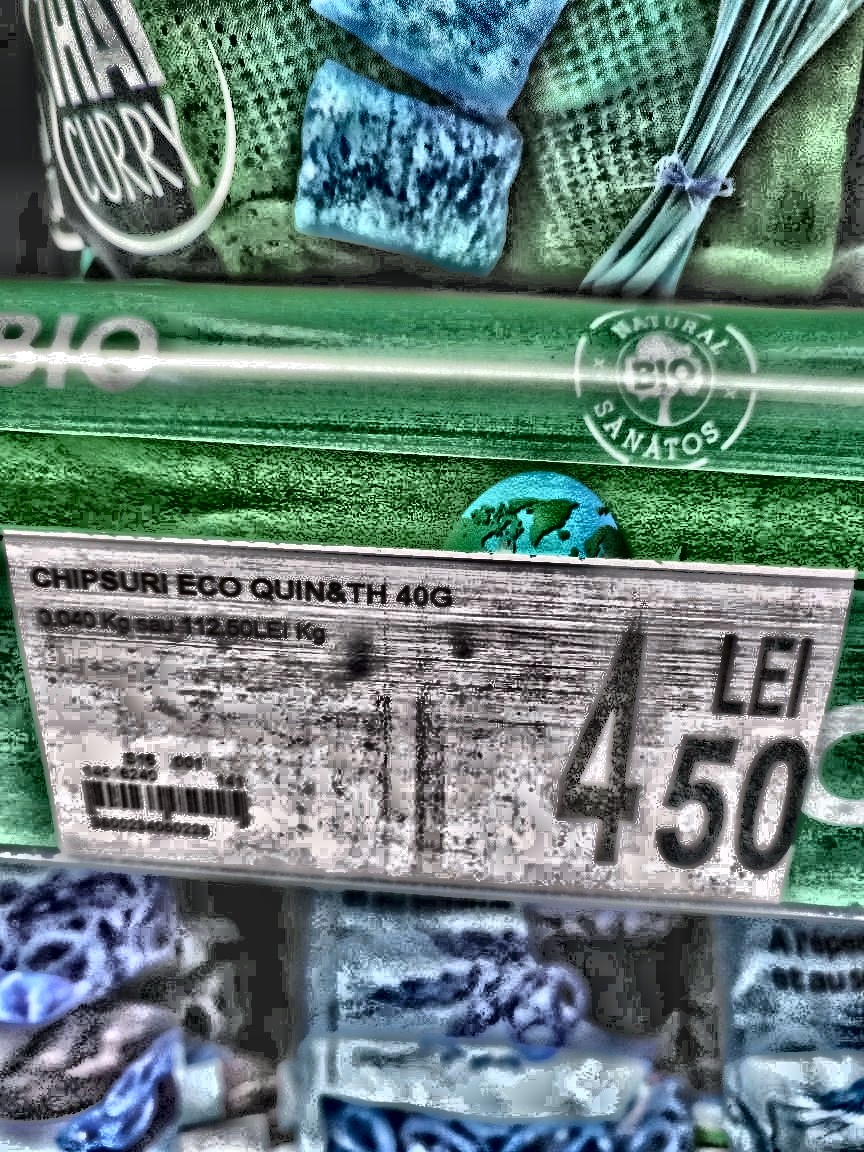 THAI
CURRY
BIO
NATURAL
BIO
SĂNĂTOS
CHIPSURI ECO QUIN&TH 40G
0.040 Kg sau 112.50LEI Kg
4 50 LEI